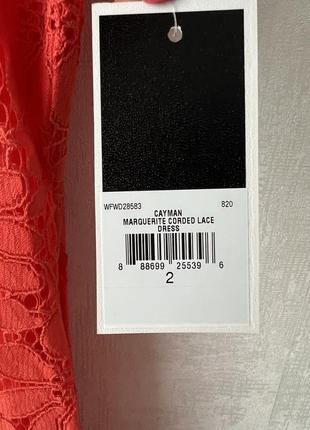 WFWD28583 820
CAYMAN
MARGUERITE CORDED LACE
DRESS
8 88699 25539 6
2